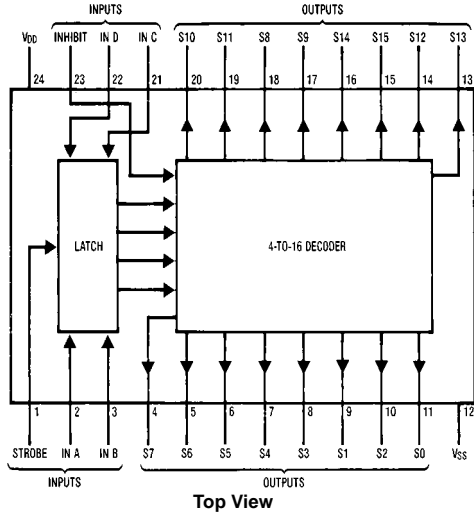 INPUTS OUTPUTS
VDD INHIBIT IN D IN C S10 S11 S8 S9 S14 S15 S12 S13
24 23 22 21 20 19 18 17 16 15 14 13
LATCH 4-TO-16 DECODER
1 2 3 4 5 6 7 8 9 10 11 12
STROBE IN A IN B S7 S6 S5 S4 S3 S1 S2 S0 VSS
INPUTS OUTPUTS
Top View